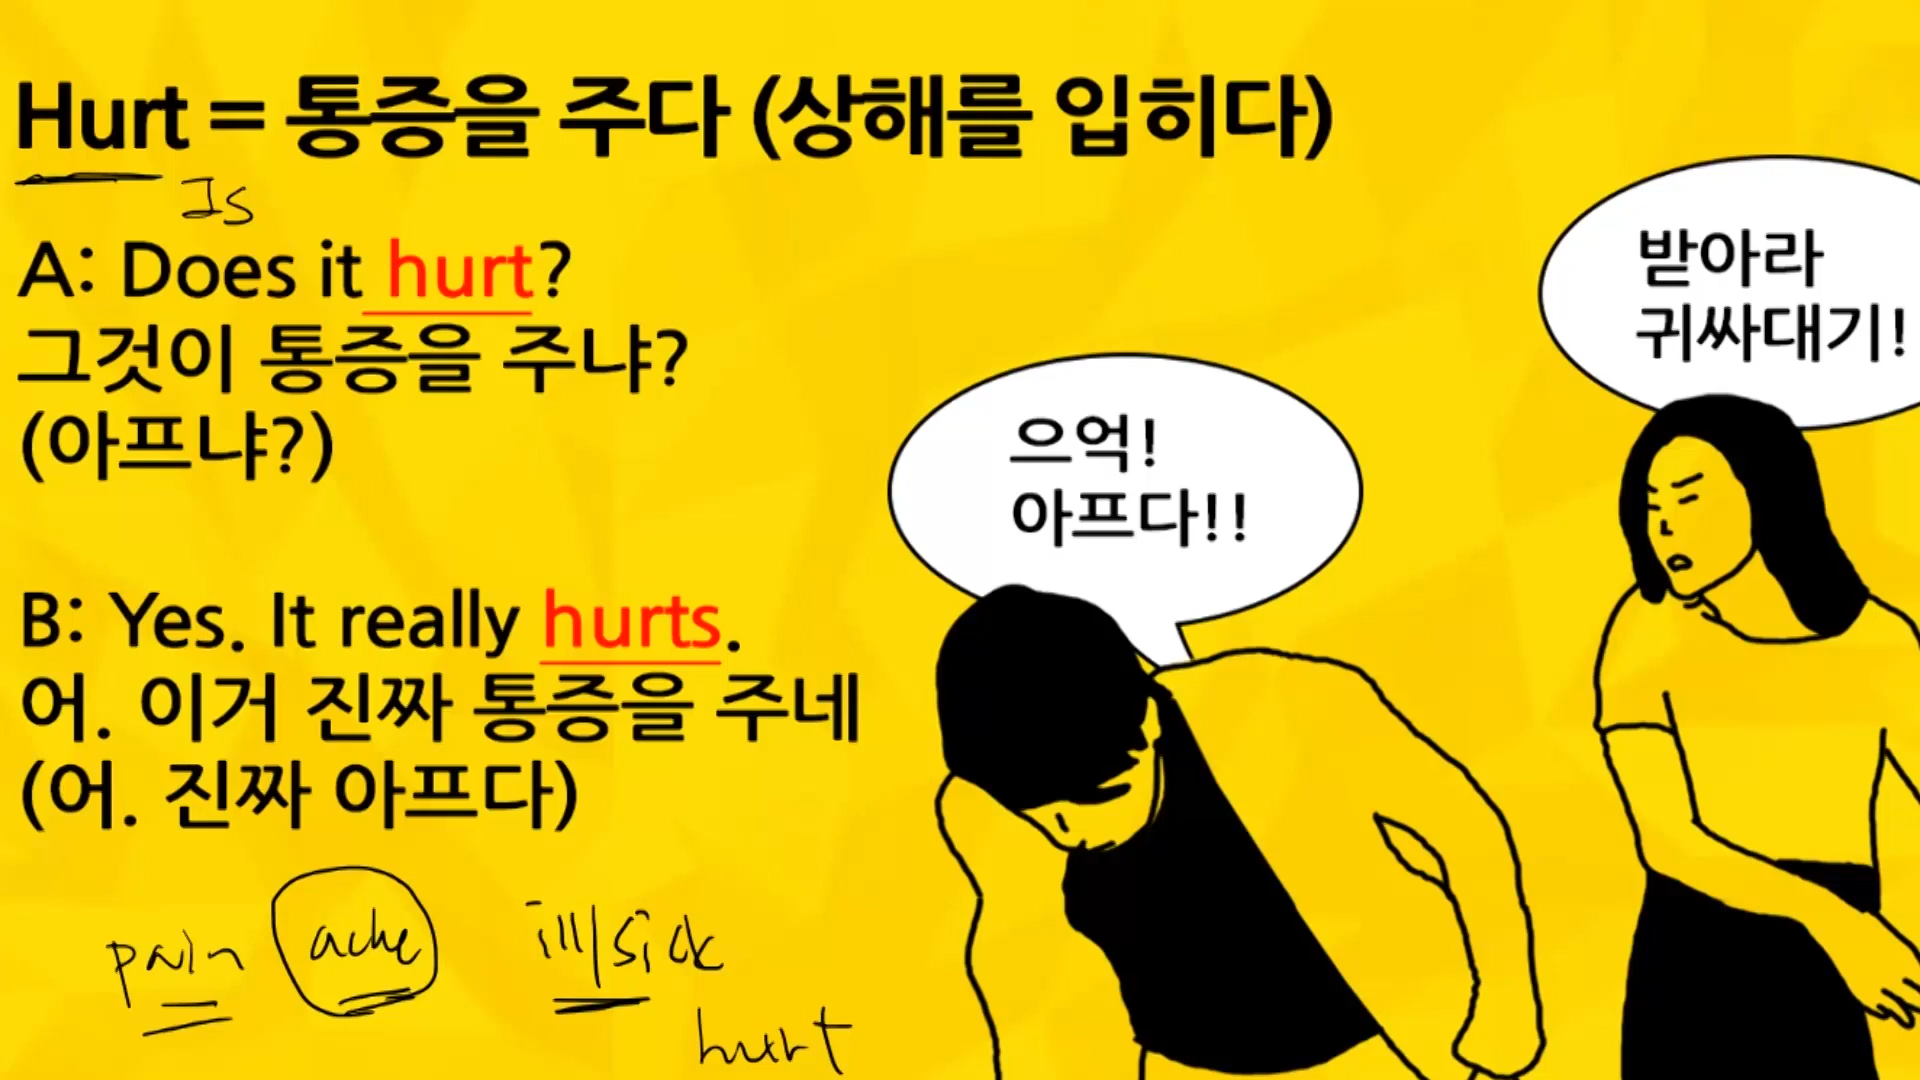 Hurt = 통증을 주다 (상해를 입히다)
Is
A: Does it hurt?
그것이 통증을 주냐?
(아프냐?)
B: Yes. It really hurts.
어. 이거 진짜 통증을 주네
(어. 진짜 아프다)
pain ache ill/sick
hurt
으억!
아프다!!
받아라
귀싸대기!